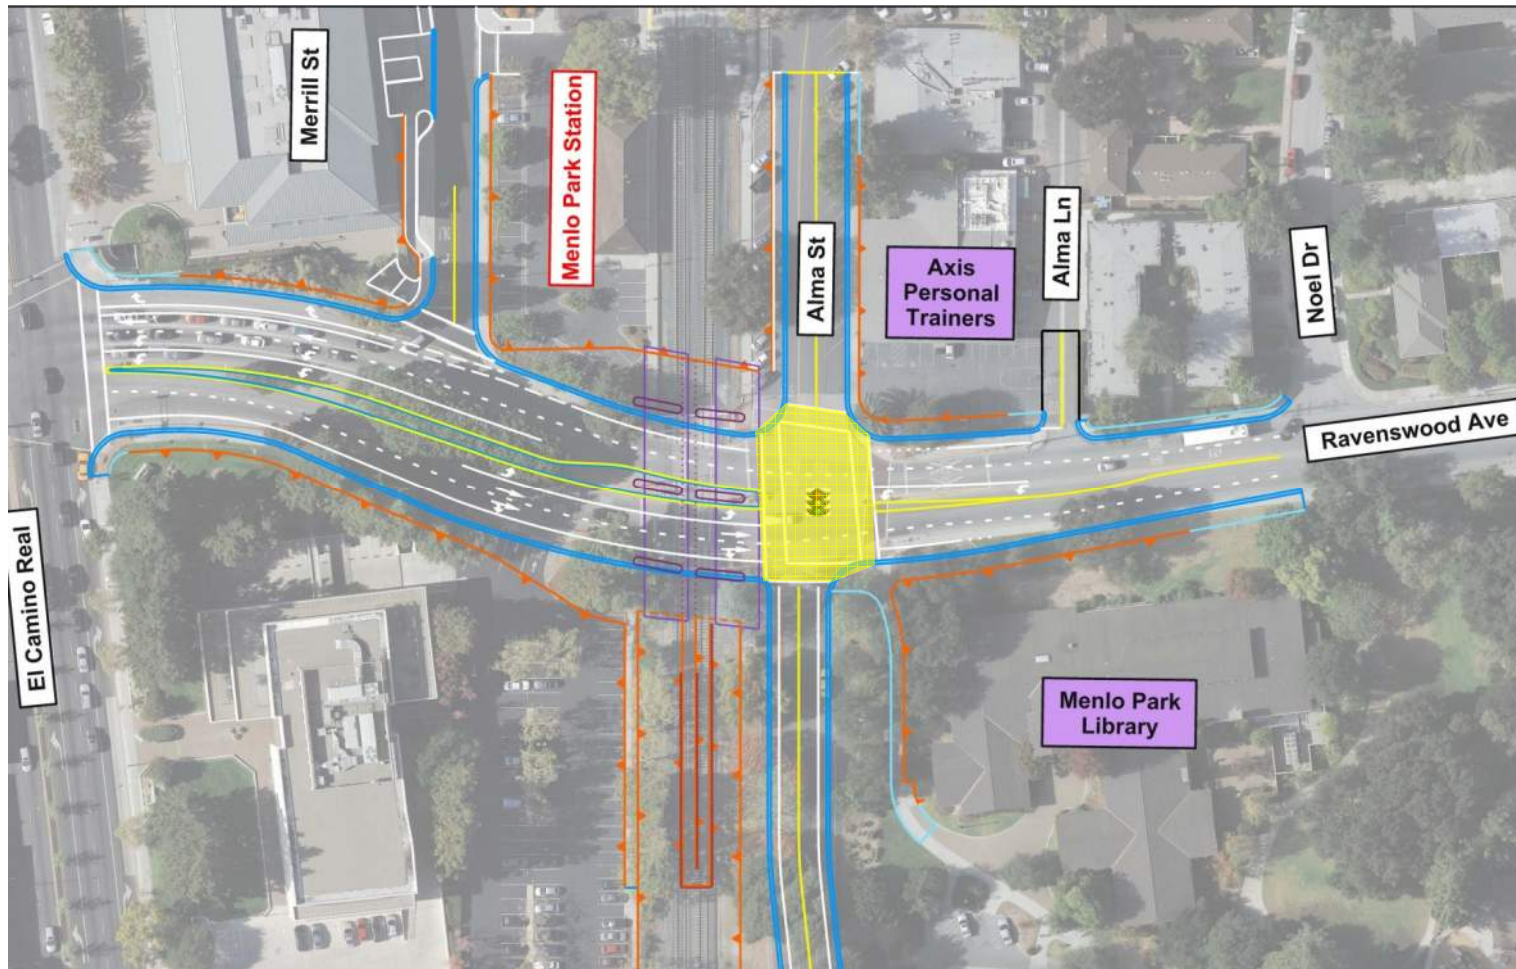 Merrill St
Menlo Park Station
Alma St
Axis
Personal
Trainers
Alma Ln
Noel Dr
Ravenswood Ave
El Camino Real
Menlo Park
Library